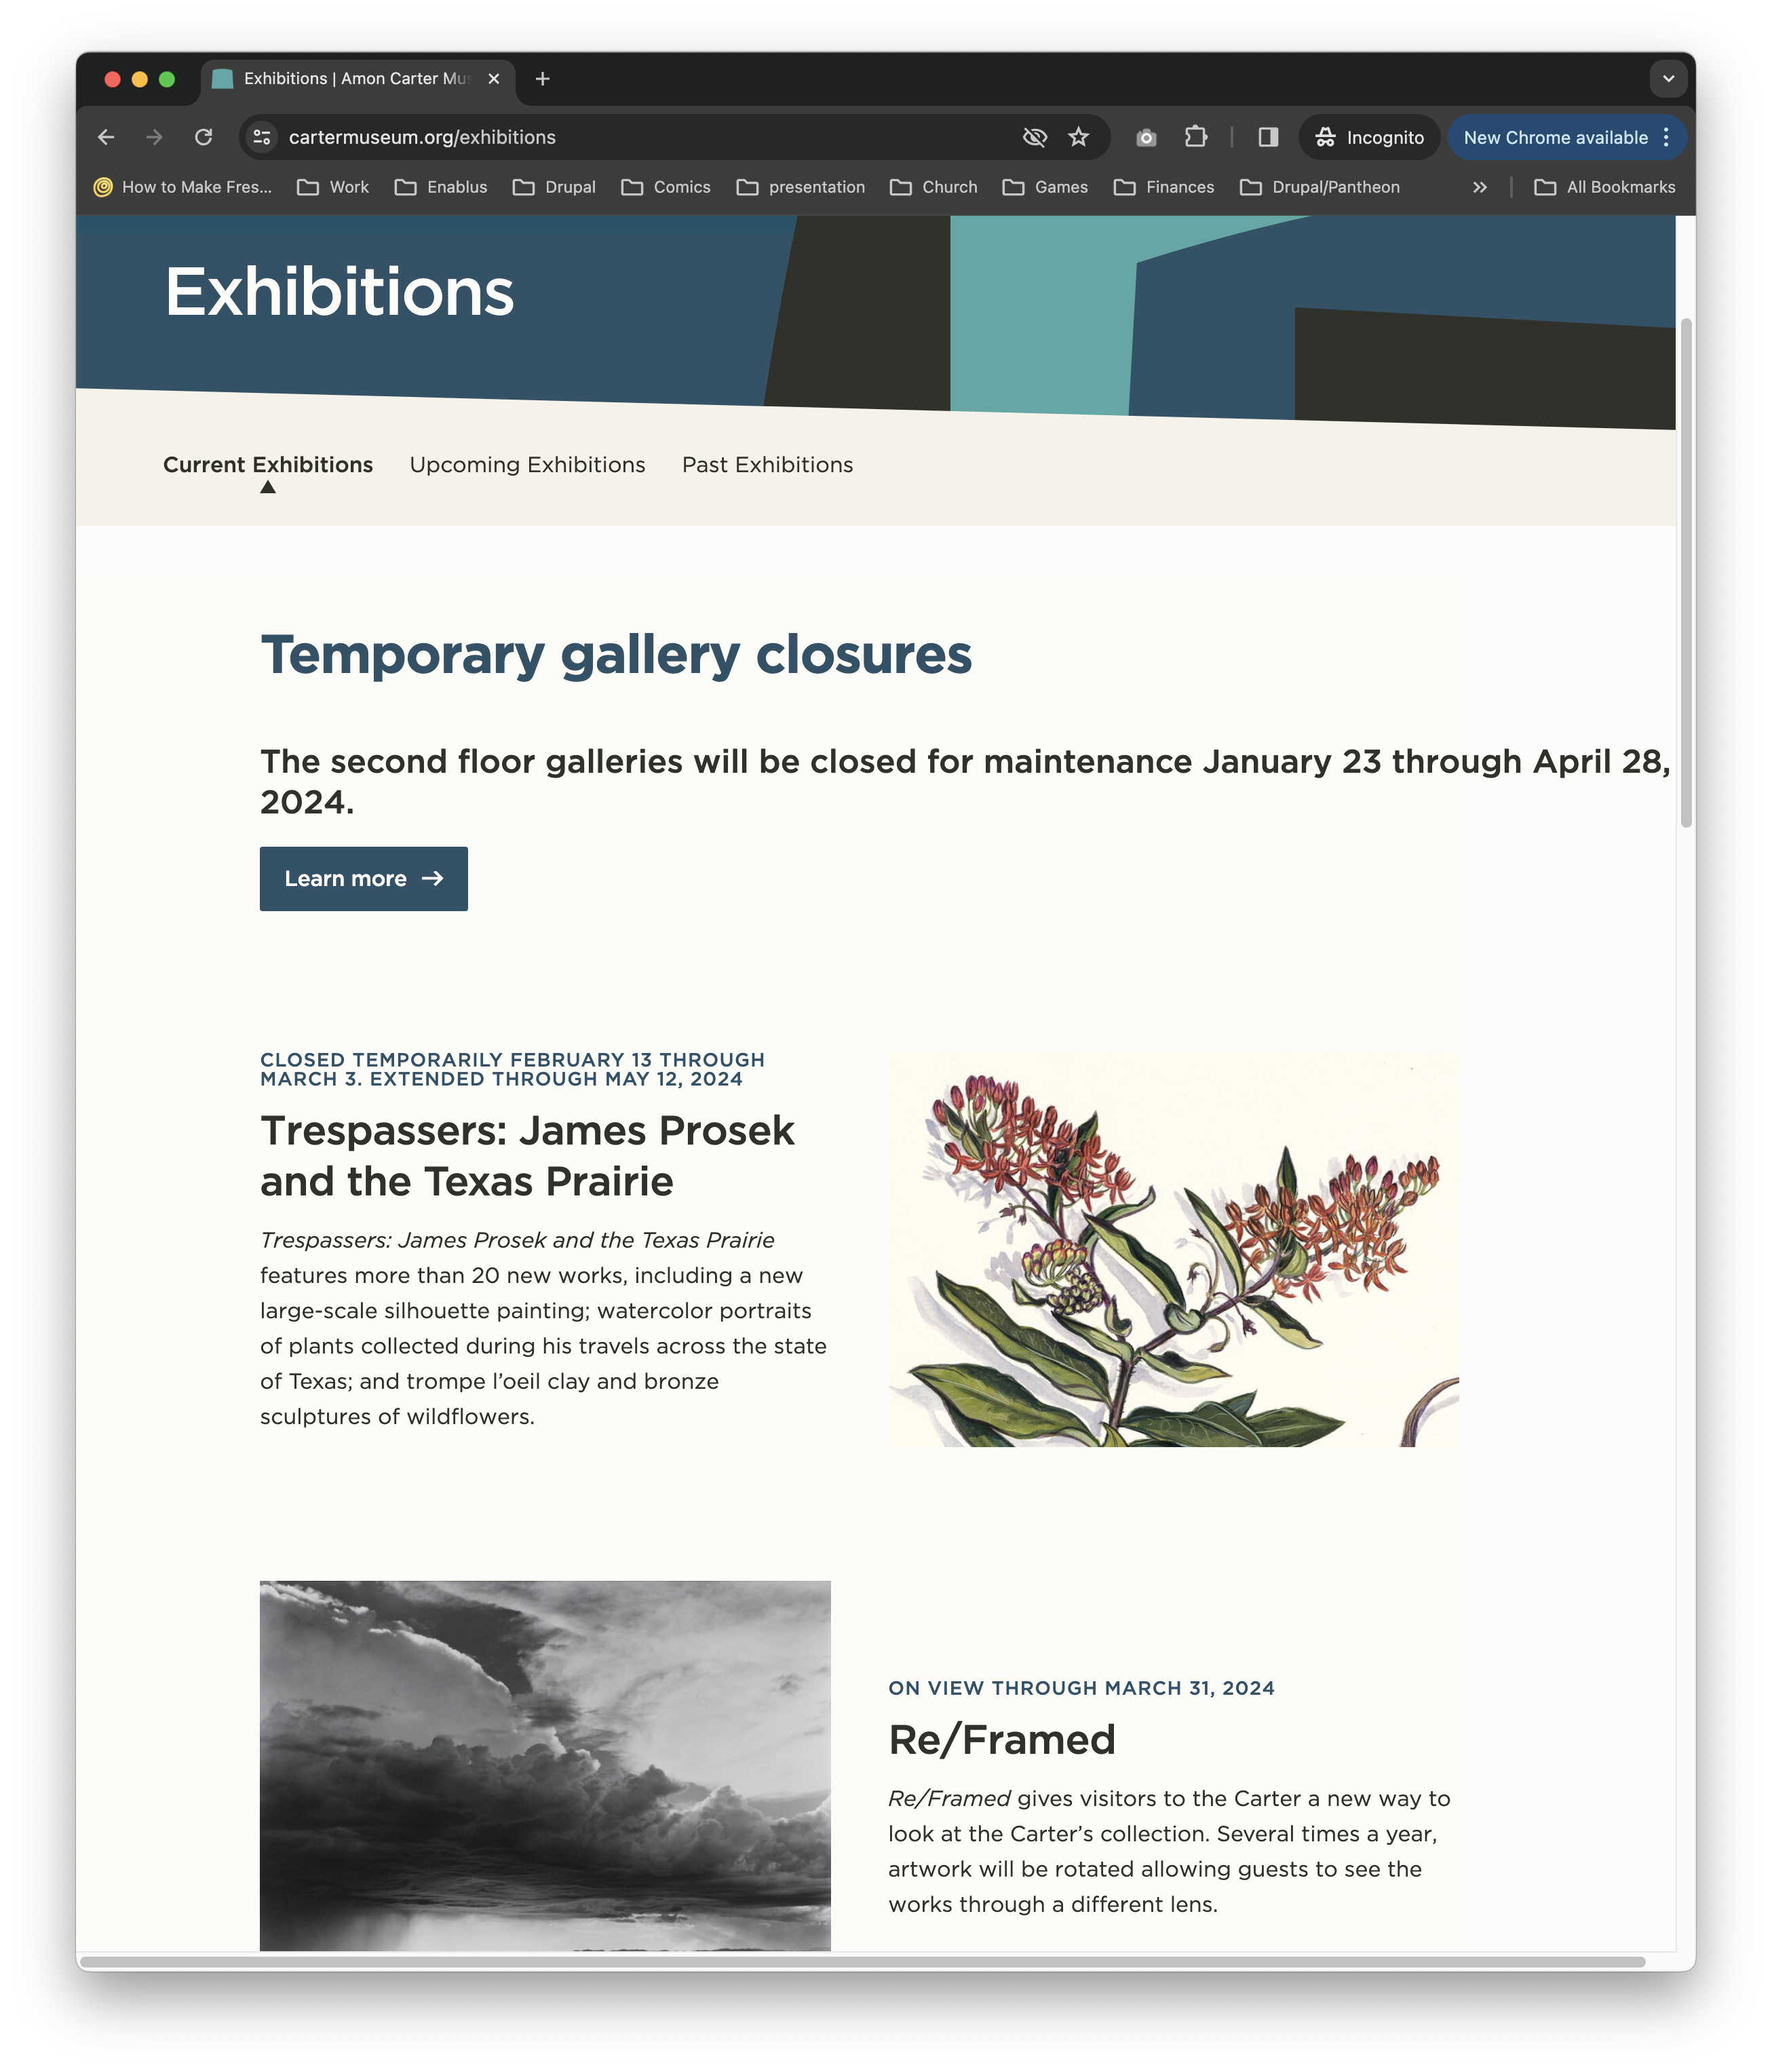 Exhibitions | Amon Carter Mus
cartermuseum.org/exhibitions
Incognito
New Chrome available
How to Make Fres...
Work
Enablus
Drupal
Comics
presentation
Church
Games
Finances
Drupal/Pantheon
All Bookmarks
Exhibitions
Current Exhibitions
Upcoming Exhibitions
Past Exhibitions
Temporary gallery closures
The second floor galleries will be closed for maintenance January 23 through April 28,
2024.
Learn more →
CLOSED TEMPORARILY FEBRUARY 13 THROUGH
MARCH 3. EXTENDED THROUGH MAY 12, 2024
Trespassers: James Prosek
and the Texas Prairie
Trespassers: James Prosek and the Texas Prairie
features more than 20 new works, including a new
large-scale silhouette painting; watercolor portraits
of plants collected during his travels across the state
of Texas; and trompe l’oeil clay and bronze
sculptures of wildflowers.
ON VIEW THROUGH MARCH 31, 2024
Re/Framed
Re/Framed gives visitors to the Carter a new way to
look at the Carter’s collection. Several times a year,
artwork will be rotated allowing guests to see the
works through a different lens.